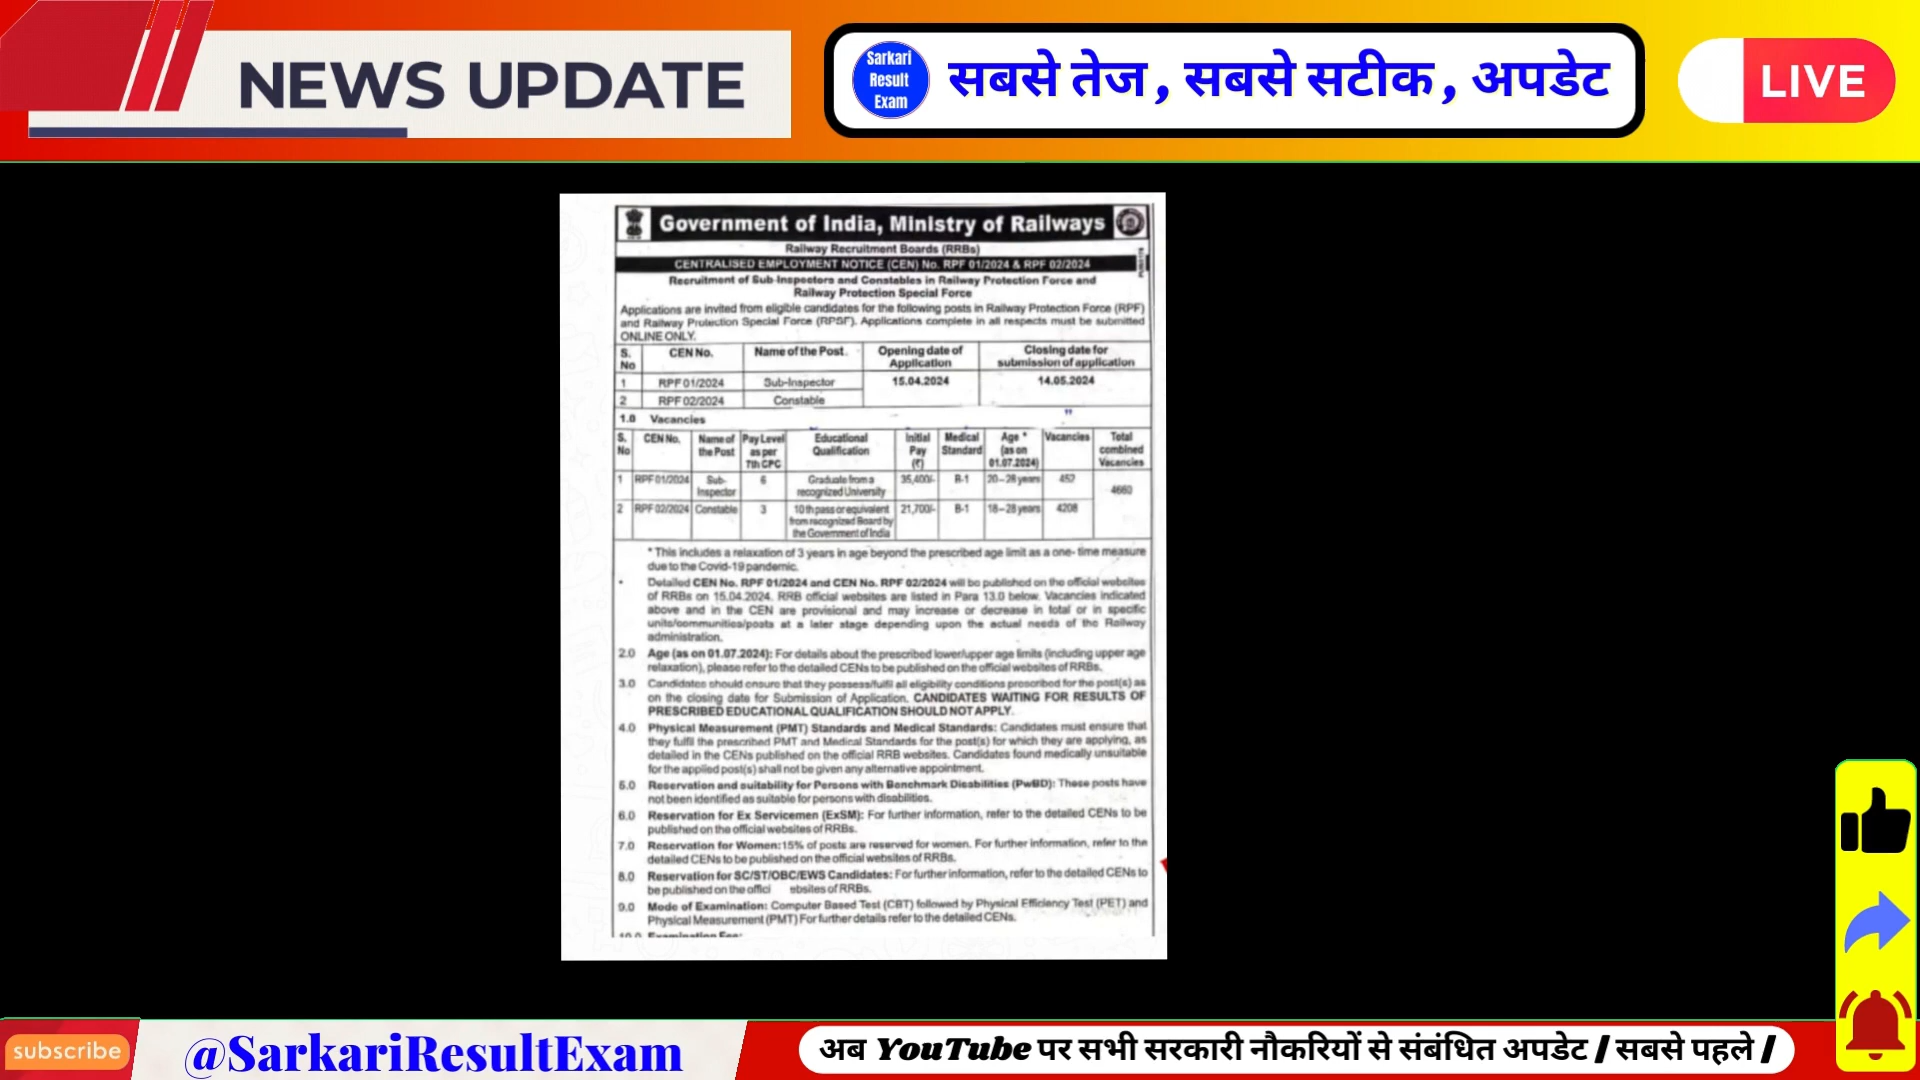 NEWS UPDATE
Sarkari
Result
Exam
सबसे तेज , सबसे सटीक , अपडेट
LIVE
Government of India, Ministry of Railways
Railway Recruitment Boards (RRBs)
CENTRALISED EMPLOYMENT NOTICE (CEN) No. RPF 01/2024 & RPF 02/2024
Recruitment of Sub-Inspectors and Constables in Railway Protection Force and
Railway Protection Special Force
Applications are invited from eligible candidates for the following posts in Railway Protection Force (RPF)
and Railway Protection Special Force (RPSF). Applications complete in all respects must be submitted
ONLINE ONLY.
S. No CEN No. Name of the Post. Opening date of Application Closing date for submission of application
1 RPF 01/2024 Sub-Inspector 15.04.2024 14.05.2024
2 RPF 02/2024 Constable
1.0 Vacancies
S. No CEN No. Name of the Post Pay Level as per 7th CPC Educational Qualification Initial Pay (₹) Medical Standard Age * (as on 01.07.2024) Vacancies Total combined Vacancies
1 RPF 01/2024 Sub-Inspector 6 Graduate from a recognized University 35,400/- B-1 20-28 years 452 4660
2 RPF 02/2024 Constable 3 10th pass or equivalent from recognized Board by the Government of India 21,700/- B-1 18-28 years 4208
* This includes a relaxation of 3 years in age beyond the prescribed age limit as a one- time measure
due to the Covid-19 pandemic.
• Detailed CEN No. RPF 01/2024 and CEN No. RPF 02/2024 will be published on the official websites
of RRBs on 15.04.2024. RRB official websites are listed in Para 13.0 below. Vacancies indicated
above and in the CEN are provisional and may increase or decrease in total or in specific
units/communities/posts at a later stage depending upon the actual needs of the Railway
administration.
2.0 Age (as on 01.07.2024): For details about the prescribed lower/upper age limits (including upper age
relaxation), please refer to the detailed CENs to be published on the official websites of RRBs.
3.0 Candidates should ensure that they possess/fulfil all eligibility conditions prescribed for the post(s) as
on the closing date for Submission of Application. CANDIDATES WAITING FOR RESULTS OF
PRESCRIBED EDUCATIONAL QUALIFICATION SHOULD NOT APPLY.
4.0 Physical Measurement (PMT) Standards and Medical Standards: Candidates must ensure that
they fulfil the prescribed PMT and Medical Standards for the post(s) for which they are applying, as
detailed in the CENs published on the official RRB websites. Candidates found medically unsuitable
for the applied post(s) shall not be given any alternative appointment.
5.0 Reservation and suitability for Persons with Benchmark Disabilities (PwBD): These posts have
not been identified as suitable for persons with disabilities.
6.0 Reservation for Ex Servicemen (ExSM): For further information, refer to the detailed CENs to be
published on the official websites of RRBs.
7.0 Reservation for Women:15% of posts are reserved for women. For further information, refer to the
detailed CENs to be published on the official websites of RRBs.
8.0 Reservation for SC/ST/OBC/EWS Candidates: For further information, refer to the detailed CENs to
be published on the offici ebsites of RRBs.
9.0 Mode of Examination: Computer Based Test (CBT) followed by Physical Efficiency Test (PET) and
Physical Measurement (PMT) For further details refer to the detailed CENs.
10.0 Examination Fee:
subscribe
@SarkariResultExam
अब YouTube पर सभी सरकारी नौकरियों से संबंधित अपडेट / सबसे पहले /